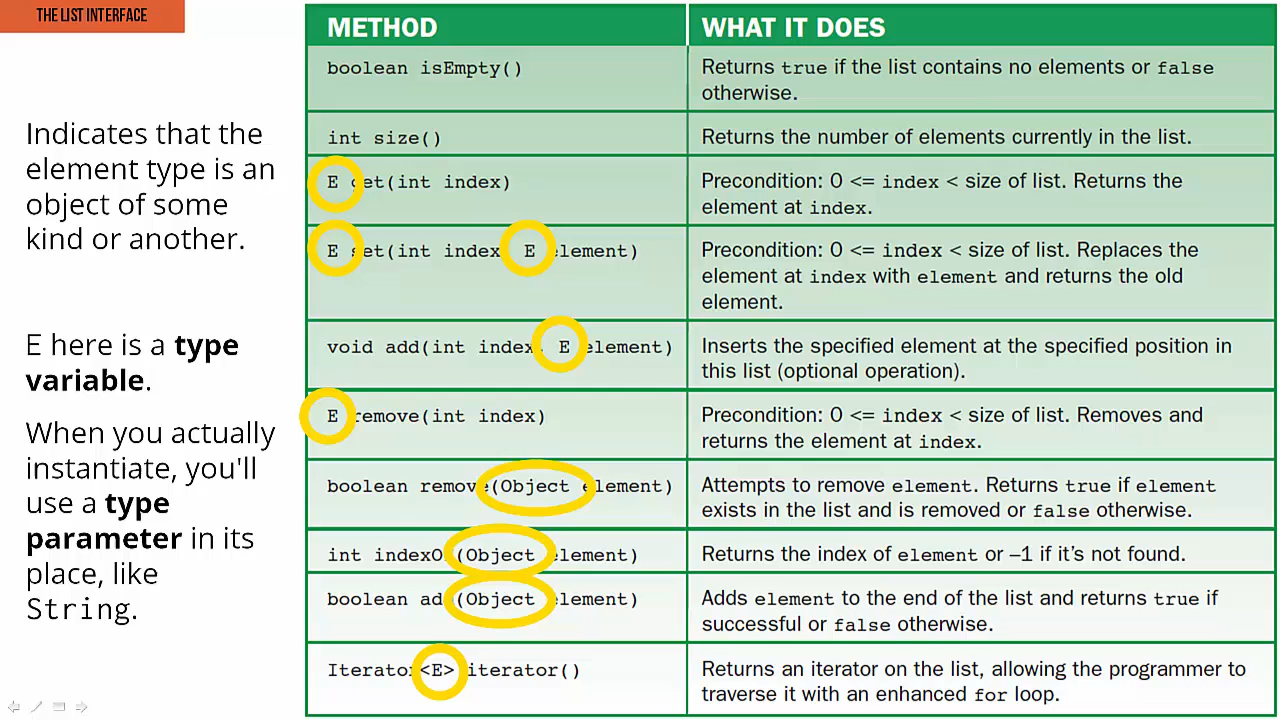 THE LIST INTERFACE
Indicates that the
element type is an
object of some
kind or another.
E here is a type
variable.
When you actually
instantiate, you'll
use a type
parameter in its
place, like
String.
METHOD WHAT IT DOES
boolean isEmpty() Returns true if the list contains no elements or false
otherwise.
int size() Returns the number of elements currently in the list.
E get(int index) Precondition: 0 <= index < size of list. Returns the
element at index.
E set(int index, E element) Precondition: 0 <= index < size of list. Replaces the
element at index with element and returns the old
element.
void add(int index, E element) Inserts the specified element at the specified position in
this list (optional operation).
E remove(int index) Precondition: 0 <= index < size of list. Removes and
returns the element at index.
boolean remove(Object element) Attempts to remove element. Returns true if element
exists in the list and is removed or false otherwise.
int indexOf(Object element) Returns the index of element or –1 if it's not found.
boolean add(Object element) Adds element to the end of the list and returns true if
successful or false otherwise.
Iterator<E> iterator() Returns an iterator on the list, allowing the programmer to
traverse it with an enhanced for loop.